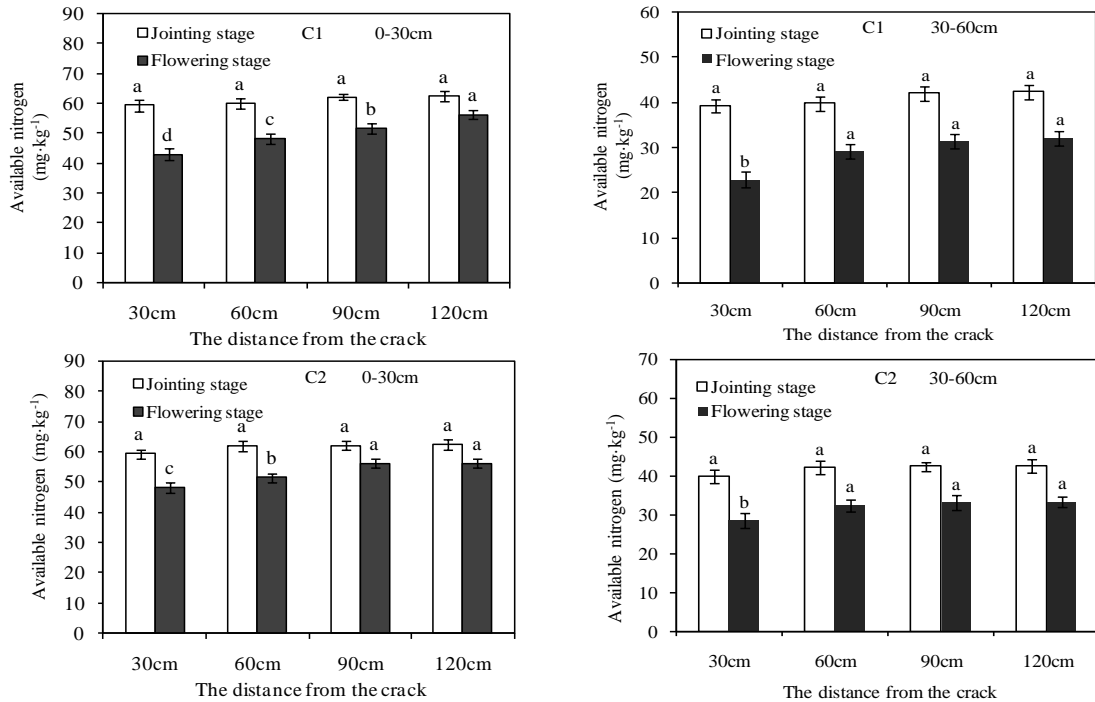 90
80
70
60
50
40
30
20
10
0
Available nitrogen
(mg·kg-1)
Jointing stage
Flowering stage
C1 0-30cm
a a a a
d c b a
30cm 60cm 90cm 120cm
The distance from the crack
60
50
40
30
20
10
0
Available nitrogen
(mg·kg-1)
Jointing stage
Flowering stage
C1 30-60cm
a a a a
b a a a
30cm 60cm 90cm 120cm
The distance from the crack
90
80
70
60
50
40
30
20
10
0
Available nitrogen (mg·kg-1)
Jointing stage
Flowering stage
C2 0-30cm
a a a a
c b a a
30cm 60cm 90cm 120cm
The distance from the crack
70
60
50
40
30
20
10
0
Available nitrogen (mg·kg-1)
Jointing stage
Flowering stage
C2 30-60cm
a a a a
b a a a
30cm 60cm 90cm 120cm
The distance from the crack